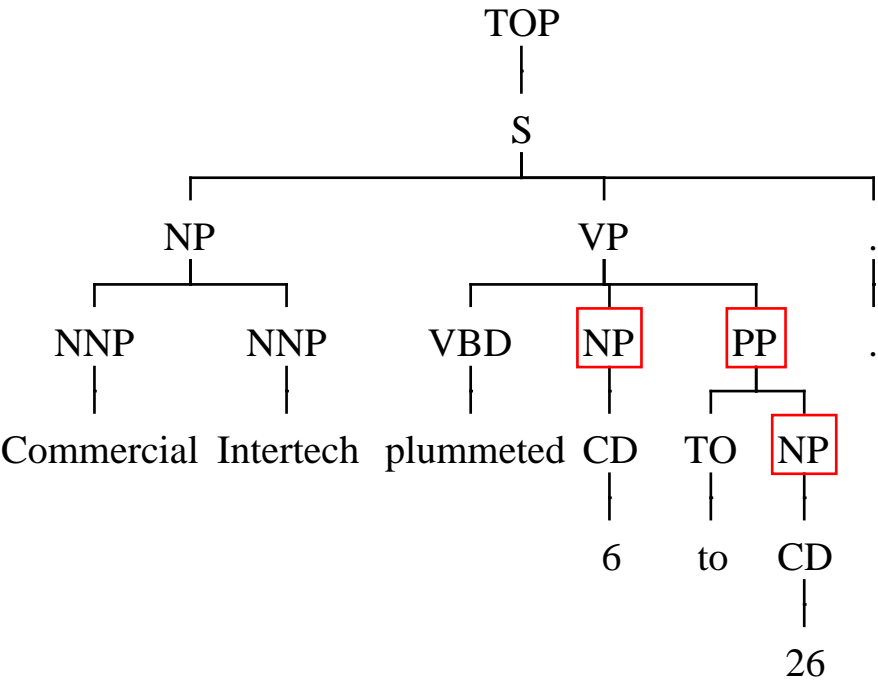 TOP
S
NP VP .
NNP NNP VBD NP PP .
Commercial Intertech plummeted CD TO NP
6 to CD
26